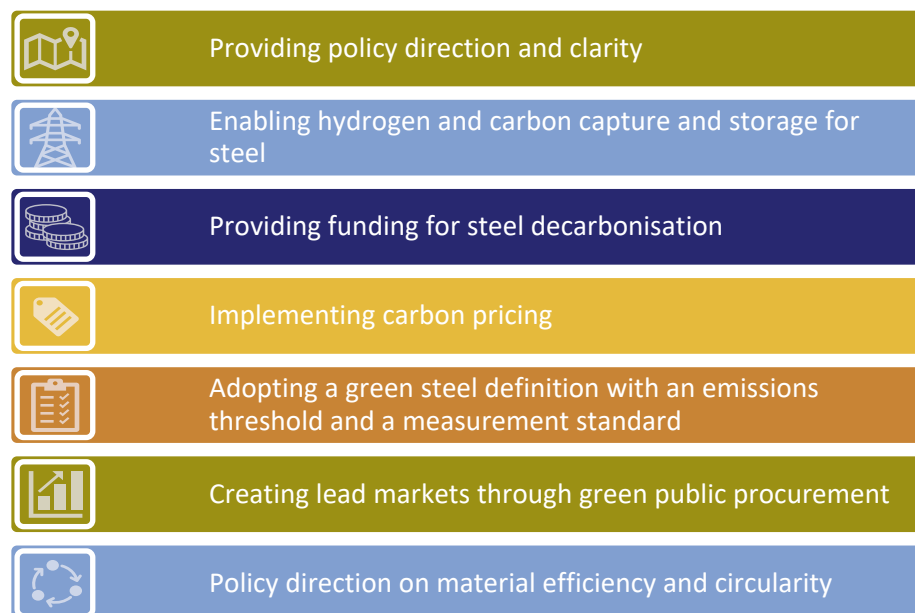 Providing policy direction and clarity
Enabling hydrogen and carbon capture and storage for
steel
Providing funding for steel decarbonisation
Implementing carbon pricing
Adopting a green steel definition with an emissions
threshold and a measurement standard
Creating lead markets through green public procurement
Policy direction on material efficiency and circularity